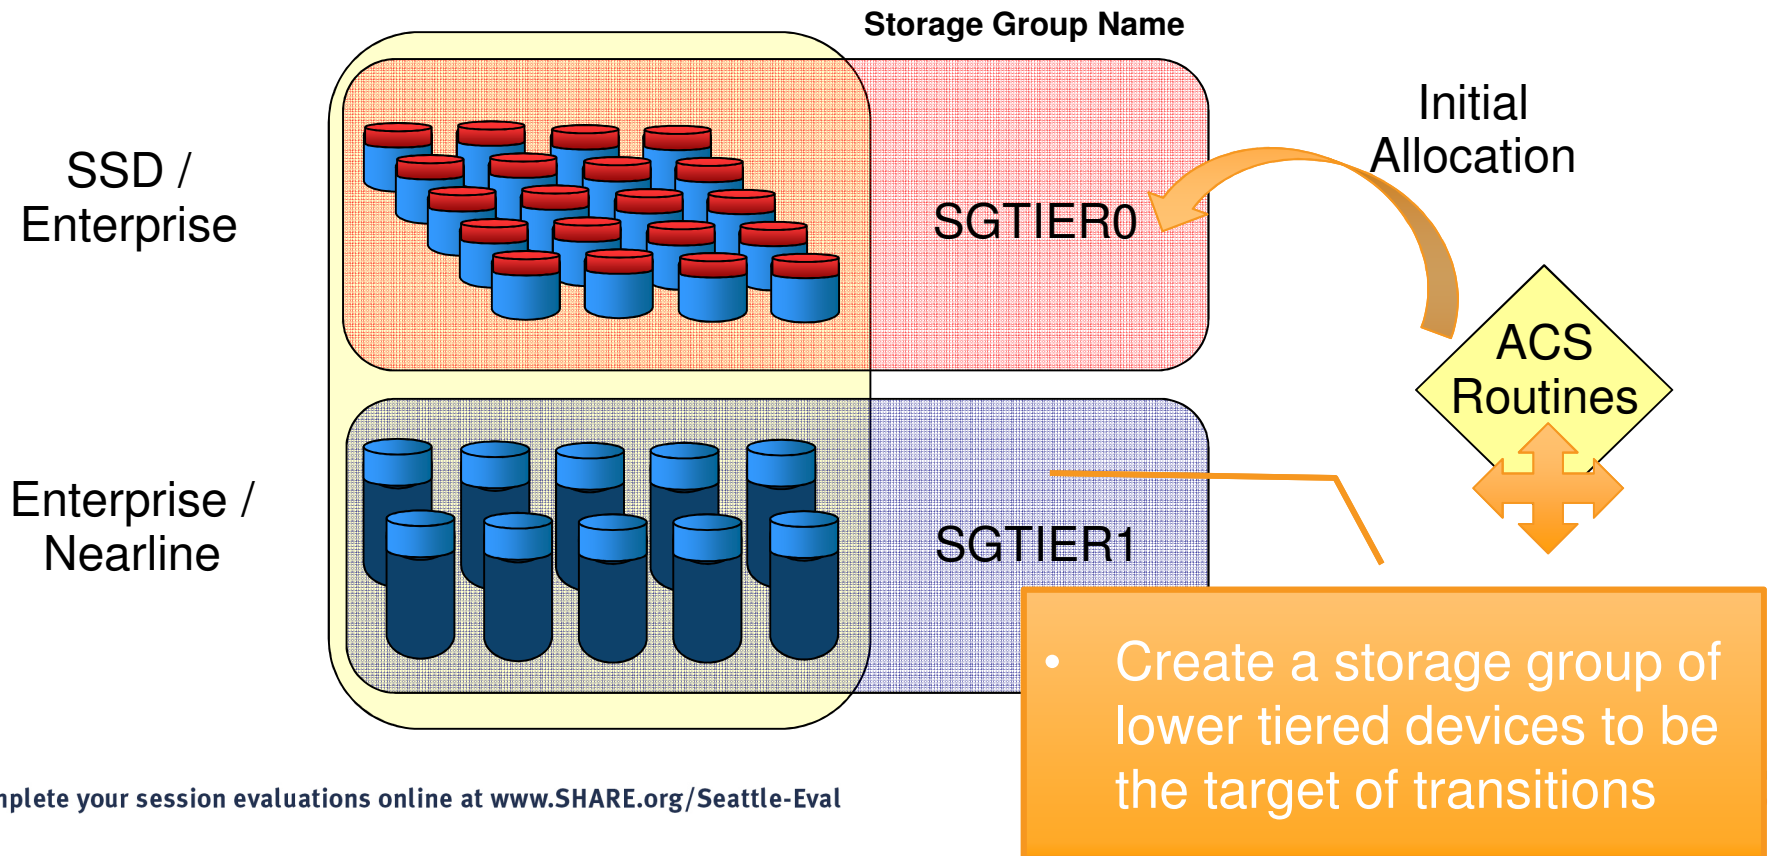 Storage Group Name
SSD /
Enterprise
SGTIER0
Initial
Allocation
ACS
Routines
Enterprise /
Nearline
SGTIER1
• Create a storage group of
lower tiered devices to be
the target of transitions
mplete your session evaluations online at www.SHARE.org/Seattle-Eval